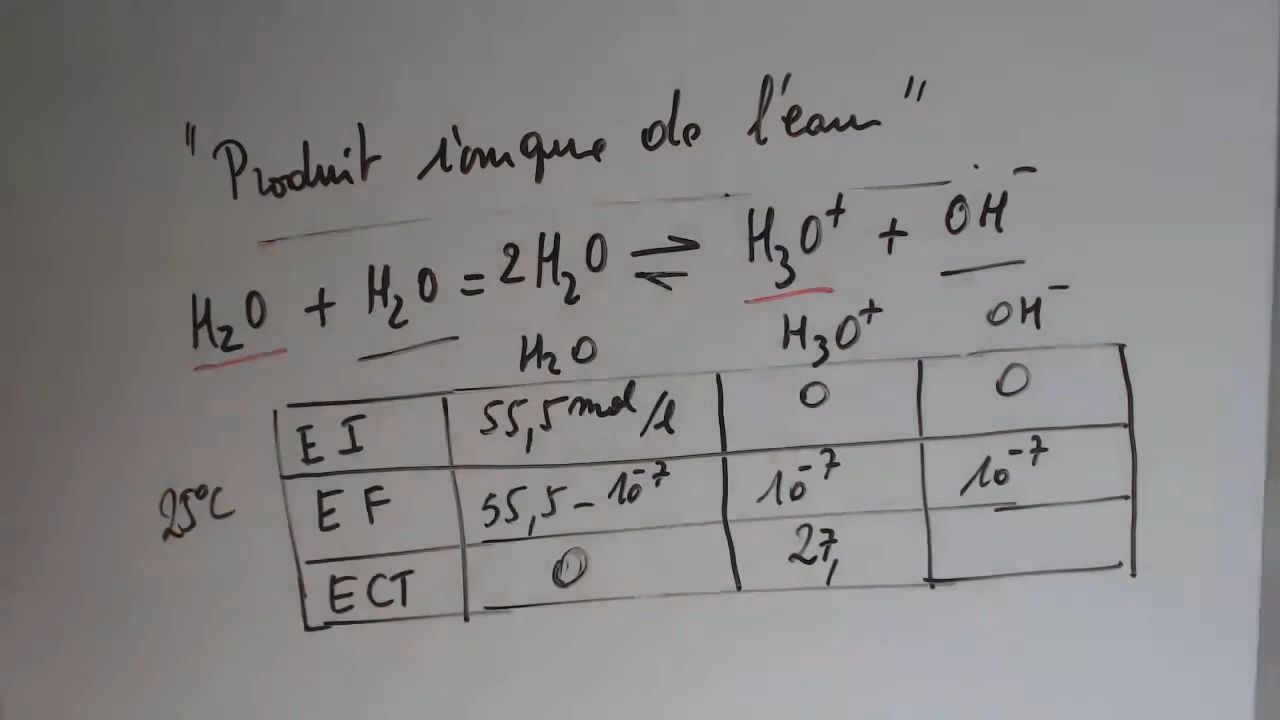 "Produit ionique de l'eau"
H₂O + H₂O = 2H₂O ⇌ H₃O⁺ + OH⁻
H₂O H₃O⁺ OH⁻
EI 55,5 mol/l 0 0
25°C EF 55,5 - 10⁻⁷ 10⁻⁷ 10⁻⁷
ECT 0 27,